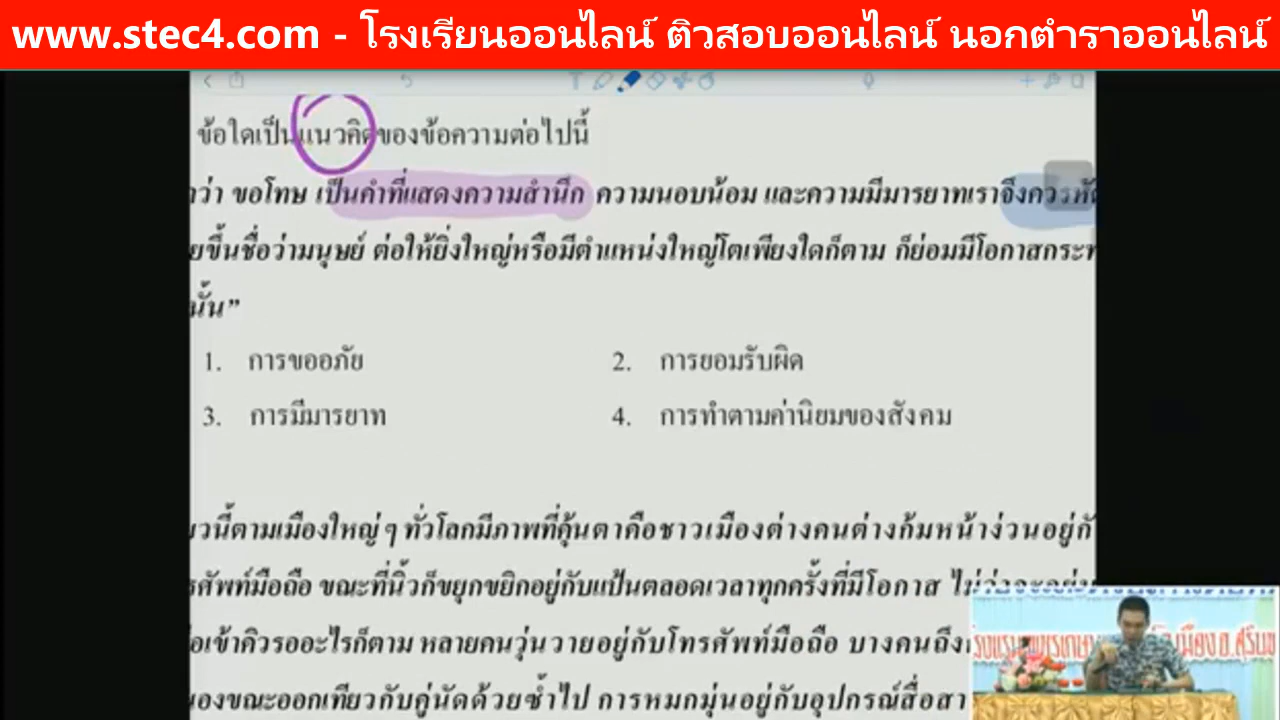 www.stec4.com - โรงเรียนออนไลน์ ติวสอบออนไลน์ นอกตำราออนไลน์
ข้อใดเป็นแนวคิดของข้อความต่อไปนี้
ว่า ขอโทษ เป็นคำที่แสดงความสำนึก ความนอบน้อม และความมีมารยาทเราจึงควรหัด
ขึ้นชื่อว่ามนุษย์ ต่อให้ยิ่งใหญ่หรือมีตำแหน่งใหญ่โตเพียงใดก็ตาม ก็ย่อมมีโอกาสกระท
นั้น”
1. การขออภัย 2. การยอมรับผิด
3. การมีมารยาท 4. การทำตามค่านิยมของสังคม
นี้ตามเมืองใหญ่ๆ ทั่วโลกมีภาพที่คุ้นตาคือชาวเมืองต่างคนต่างก้มหน้าง่วนอยู่กั
ศัพท์มือถือ ขณะที่นิ้วก็ขยุกขยิกอยู่กับแป้นตลอดเวลาทุกครั้งที่มีโอกาส
เข้าคิวรออะไรก็ตาม หลายคนวุ่นวายอยู่กับโทรศัพท์มือถือ บางคนถึง
ขณะออกเที่ยวกับคู่นัดด้วยซ้ำไป การหมกมุ่นอยู่กับอุปกรณ์สื่อสา